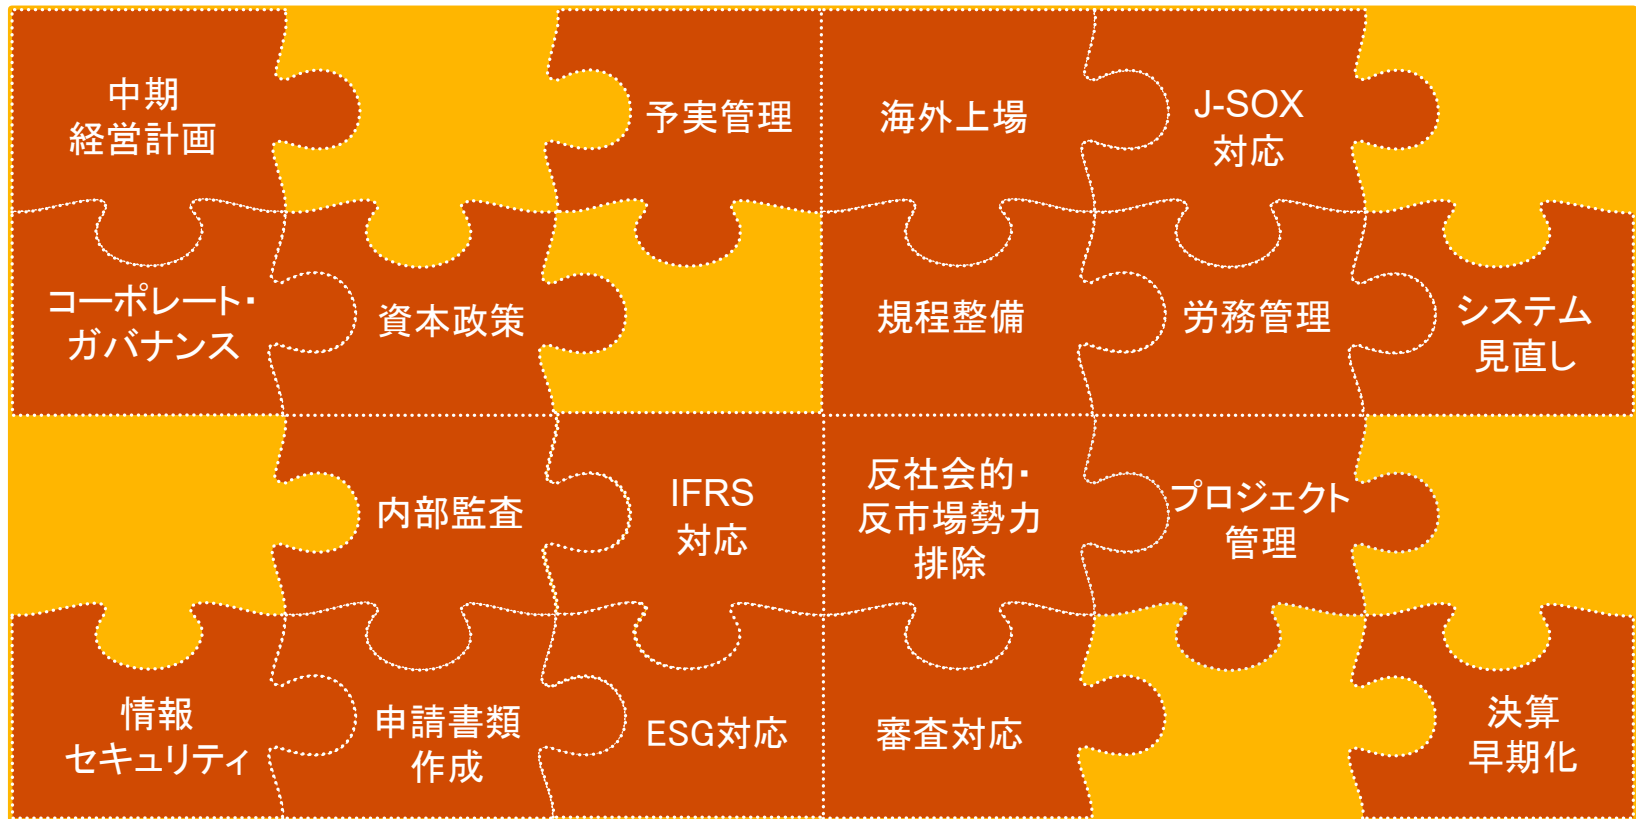 中期
経営計画
予実管理
海外上場
J-SOX
対応
コーポレート・
ガバナンス
資本政策
規程整備
労務管理
システム
見直し
内部監査
IFRS
対応
反社会的・
反市場勢力
排除
プロジェクト
管理
情報
セキュリティ
申請書類
作成
ESG対応
審査対応
決算
早期化